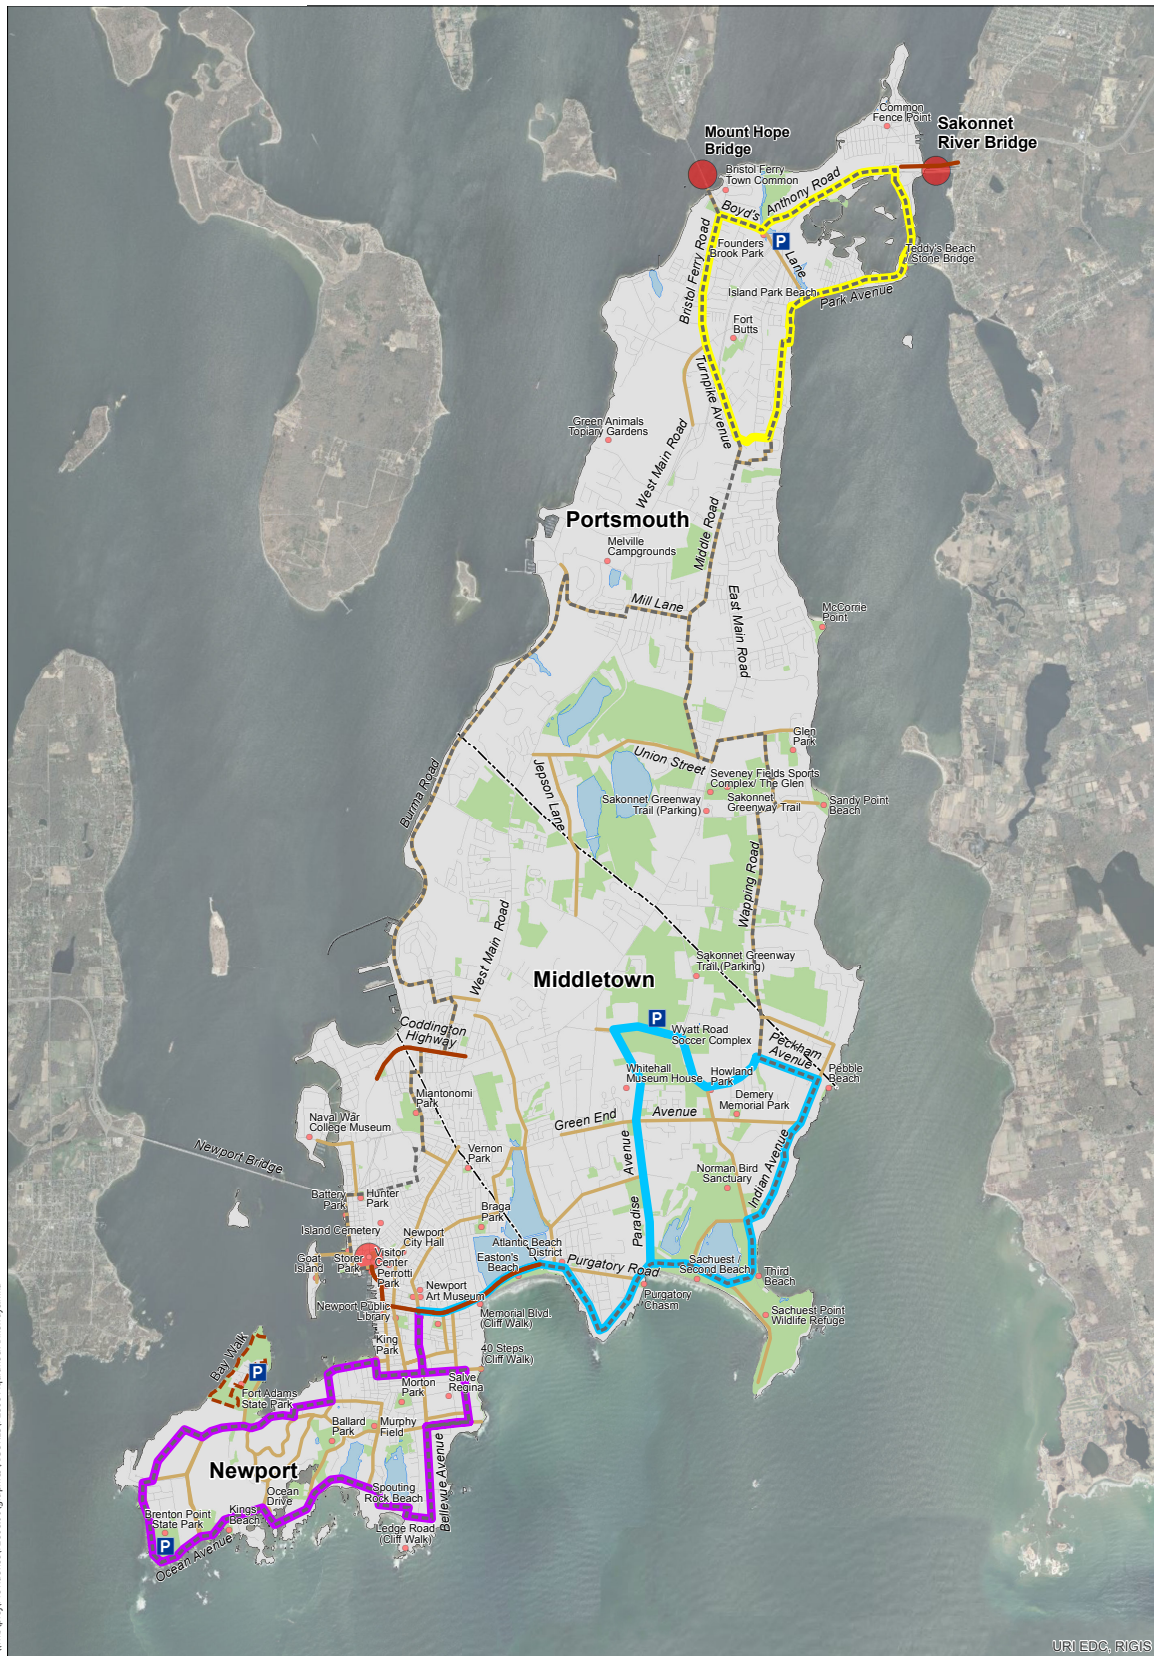 Common
Fence Point
Sakonnet
River Bridge
Mount Hope
Bridge
Bristol Ferry
Town Common
Anthony Road
Boyd's
Lane
P
Founders
Brook Park
Bristol Ferry Road
Teddy's Beach
/Stone Bridge
Island Park Beach
Park Avenue
Fort
Butts
Turnpike Avenue
Green Animals
Topiary Gardens
West Main Road
Portsmouth
Middle Road
Melville
Campgrounds
Mill Lane
East Main Road
McCorrie
Point
Glen
Park
Union Street
Jepson Lane
Burma Road
Seveney Fields Sports
Complex/ The Glen
Sakonnet Greenway
Trail (Parking)
Sakonnet
Greenway Trail
Sandy Point
Beach
Wapping Road
West Main Road
Sakonnet Greenway
Trail (Parking)
Middletown
P
Wyatt Road
Soccer Complex
Coddington
Highway
Peckham
Avenue
Whitehall
Museum House
Howland
Park
Pebble
Beach
Demery
Memorial Park
Miantonomi
Park
Naval War
College Museum
Green End
Avenue
Avenue
Paradise
Newport Bridge
Vernon
Park
Norman Bird
Sanctuary
Indian Avenue
Battery
Park
Hunter
Park
Island Cemetery
Braga
Park
Newport
City Hall
Atlantic Beach
District
Goat
Island
Storer
Park
Visitor
Center
Perrotti
Park
Easton's
Beach
Purgatory Road
Sachuest/
Second Beach
Third
Beach
Newport
Art Museum
Purgatory
Chasm
Newport Public
Library
Memorial Blvd.
(Cliff Walk)
Sachuest Point
Wildlife Refuge
King
Park
40 Steps
(Cliff Walk)
Bay Walk
P
Fort Adams
State Park
Morton
Park
Salve
Regina
Ballard
Park
Murphy
Field
Newport
Bellevue Avenue
Ocean
Drive
Spouting
Rock Beach
Brenton Point
State Park
Kings
Beach
P
Ocean Avenue
Ledge Road
(Cliff Walk)
URI EDC, RIGIS